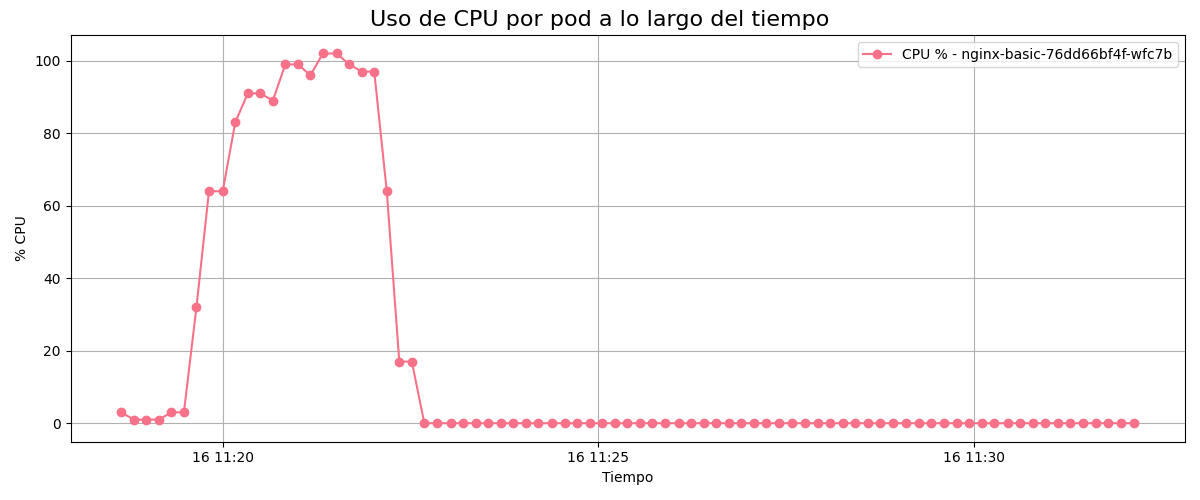 Uso de CPU por pod a lo largo del tiempo
CPU % - nginx-basic-76dd66bf4f-wfc7b
100
80
60
40
20
0
% CPU
16 11:20
16 11:25
16 11:30
Tiempo